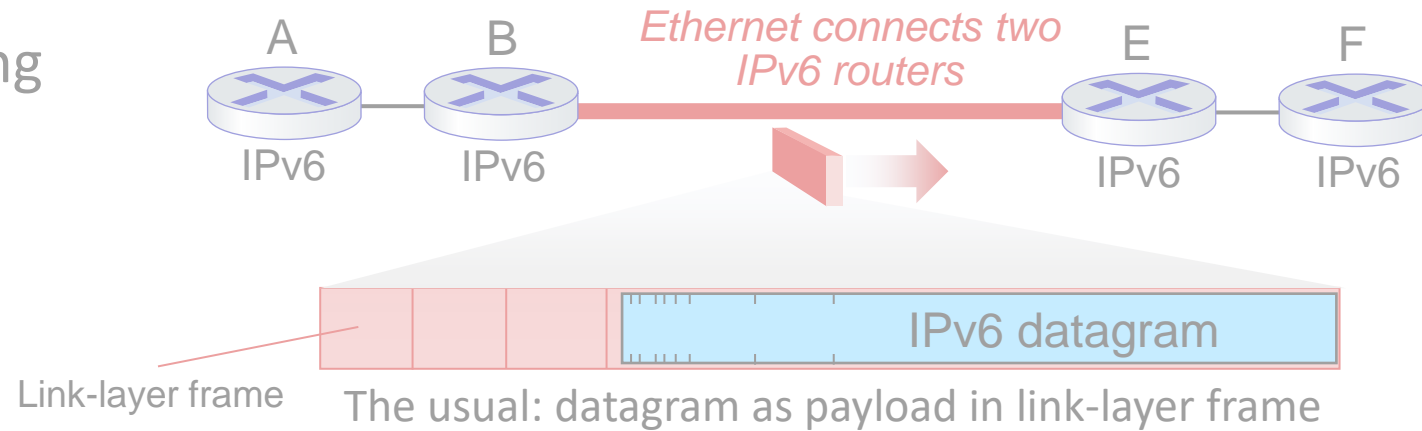 ng
A B
Ethernet connects two
IPv6 routers
E F
IPv6 IPv6 IPv6 IPv6
IPv6 datagram
Link-layer frame
The usual: datagram as payload in link-layer frame